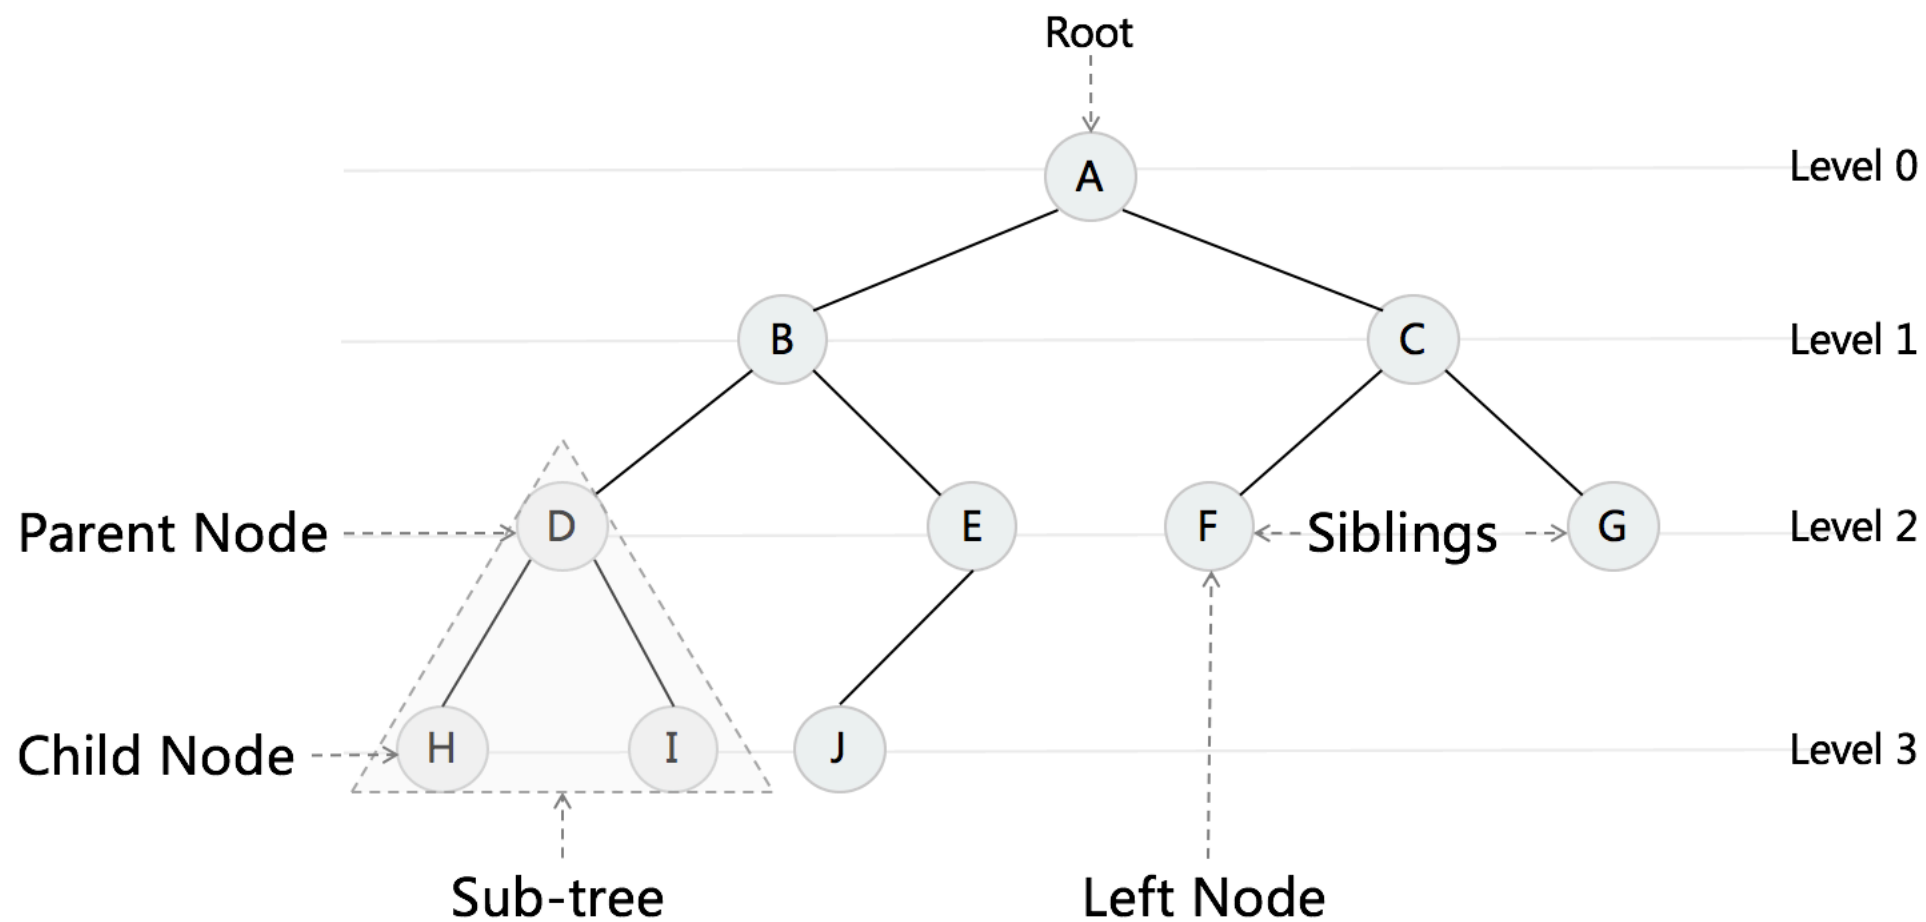 Root
A
Level 0
B
C
Level 1
Parent Node
D
E
F
Siblings
G
Level 2
Child Node
H
I
J
Level 3
Sub-tree
Left Node